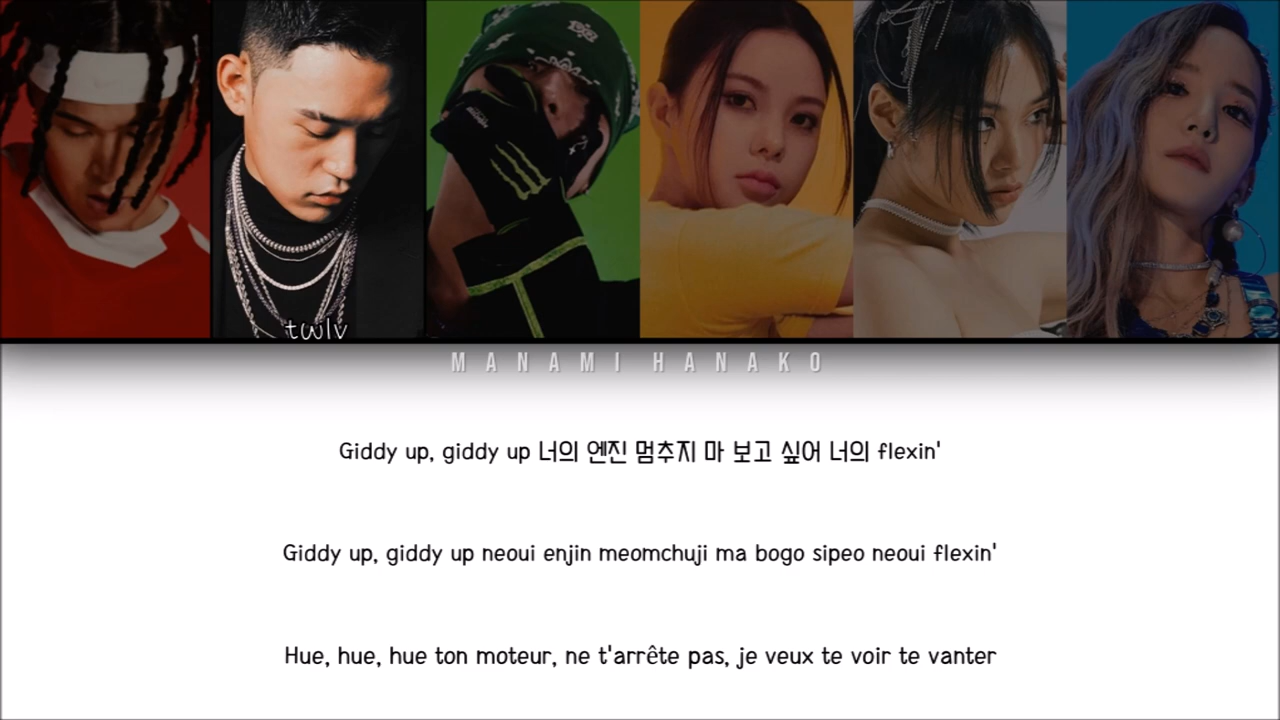 twlv
MANAMI HANAKO
Giddy up, giddy up 너의 엔진 멈추지 마 보고 싶어 너의 flexin'
Giddy up, giddy up neoui enjin meomchuji ma bogo sipeo neoui flexin'
Hue, hue, hue ton moteur, ne t'arrête pas, je veux te voir te vanter